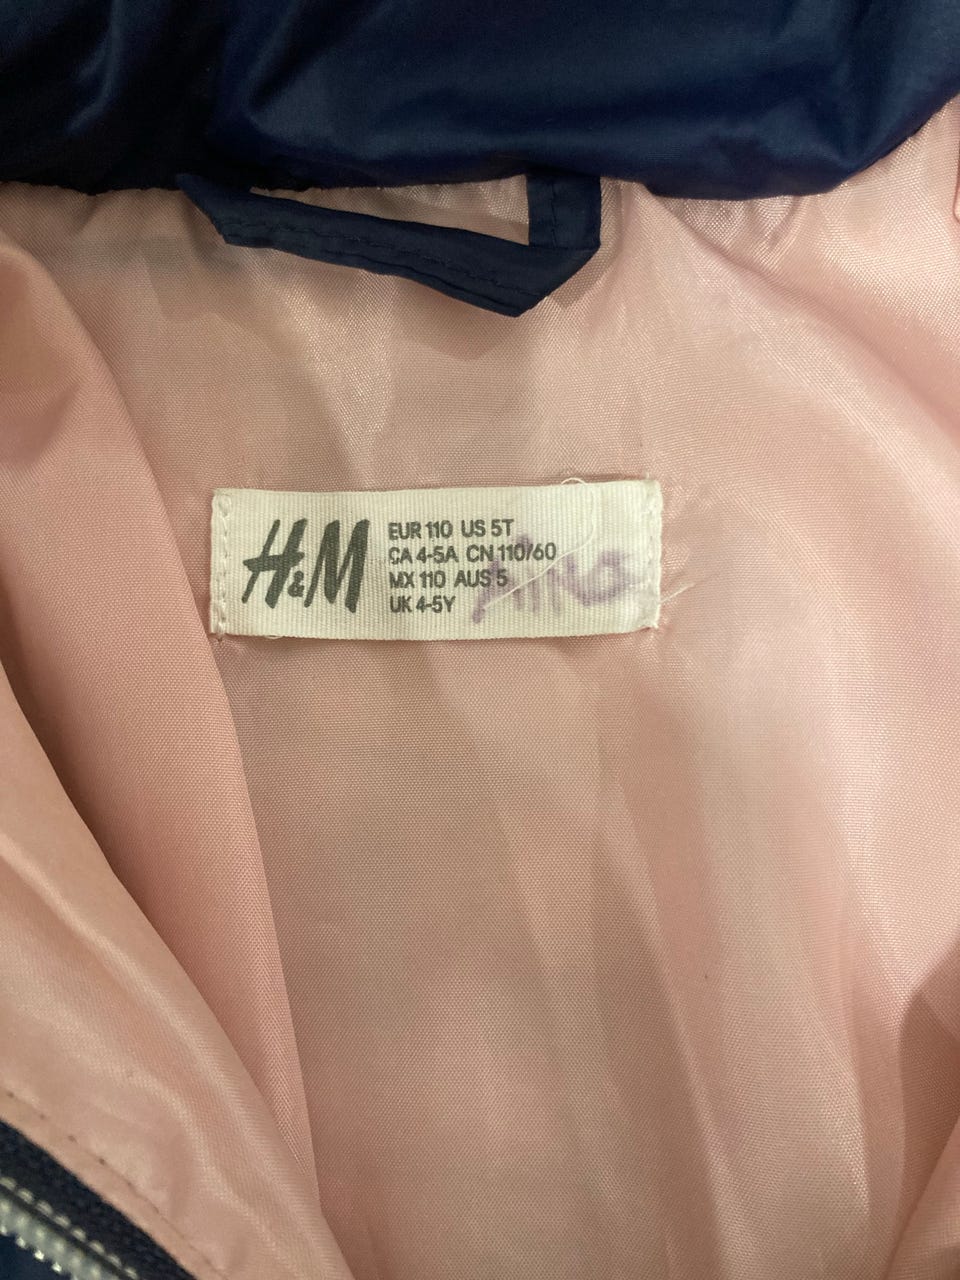 H&M
EUR 110 US 5T
CA 4-5A CN 110/60
MX 110 AUS 5
UK 4-5Y